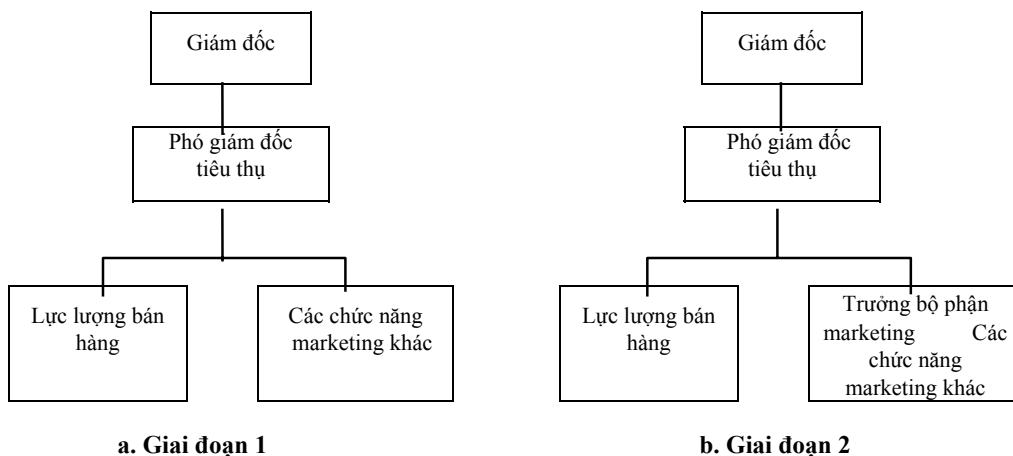 Giám đốc
Phó giám đốc
tiêu thụ
Lực lượng bán
hàng
Các chức năng
marketing khác
a. Giai đoạn 1
Giám đốc
Phó giám đốc
tiêu thụ
Lực lượng bán
hàng
Trưởng bộ phận
marketing Các
chức năng
marketing khác
b. Giai đoạn 2